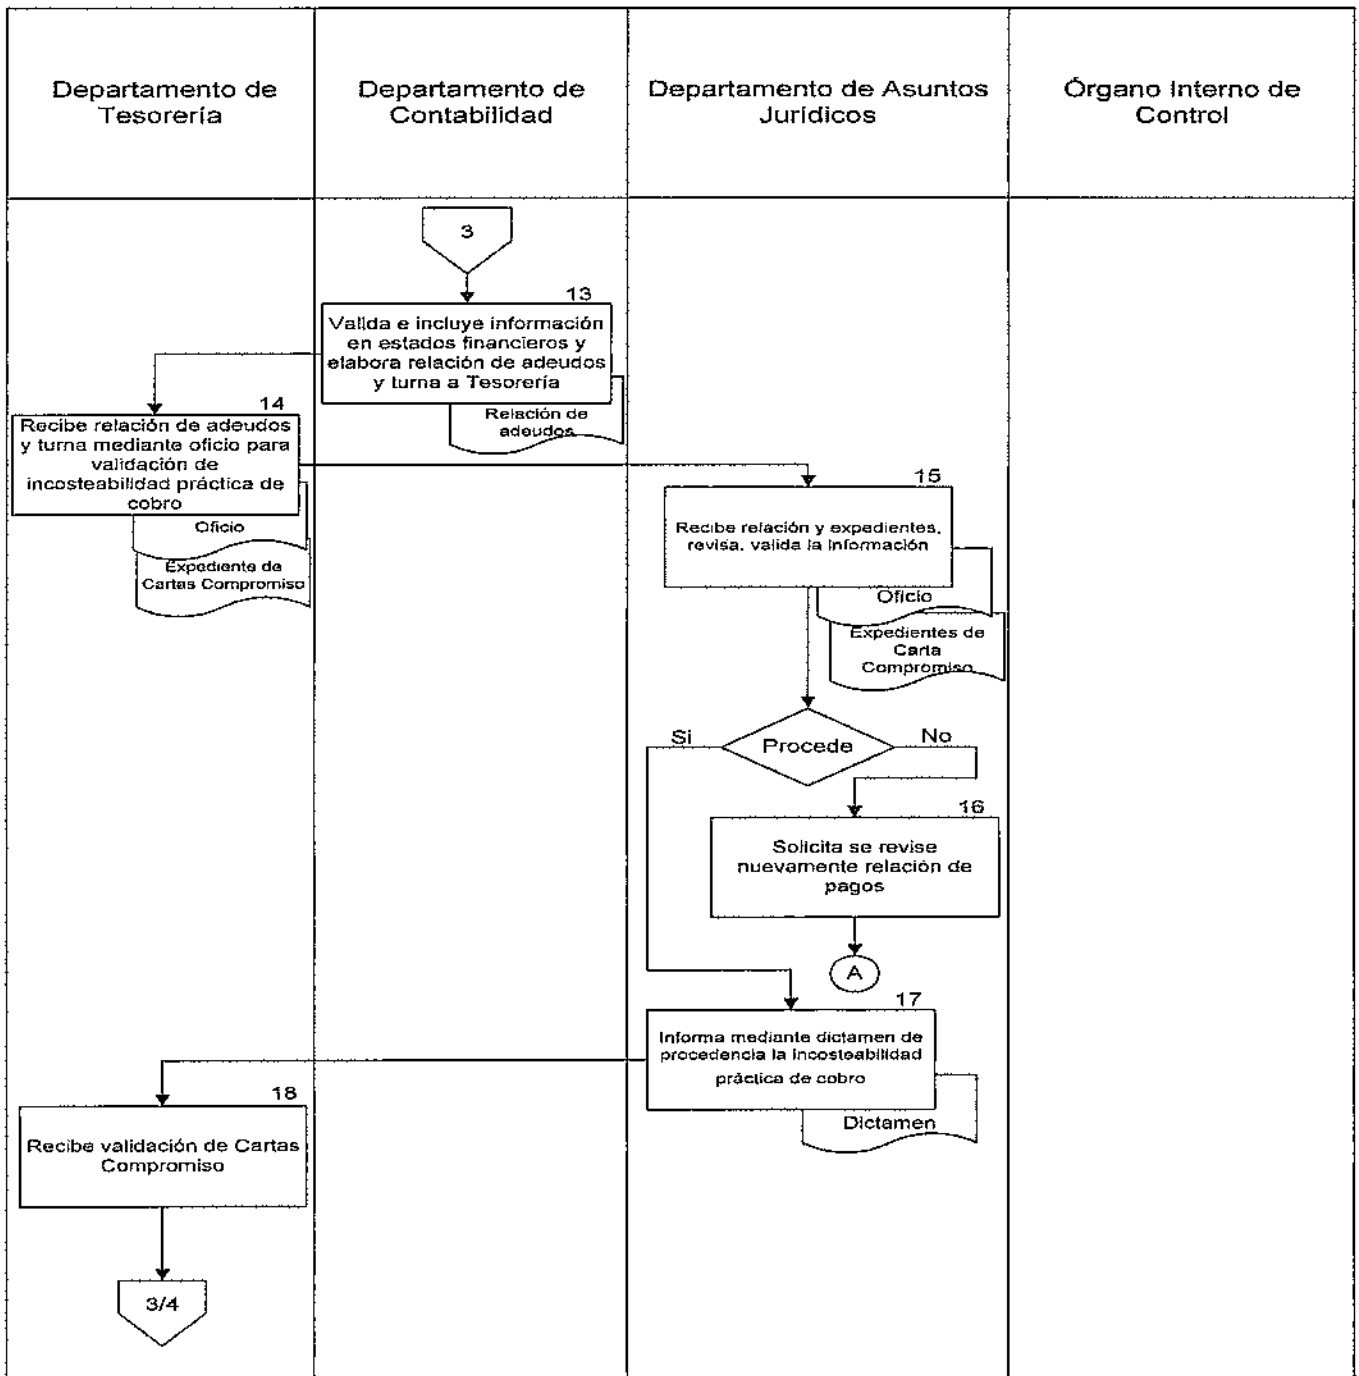 Departamento de
Tesorería
Departamento de
Contabilidad
Departamento de Asuntos
Jurídicos
Órgano Interno de
Control
3
13
Valida e incluye información
en estados financieros y
elabora relación de adeudos
y turna a Tesorería
Relación de
adeudos
14
Recibe relación de adeudos
y turna mediante oficio para
validación de
incosteabilidad práctica de
cobro
Oficio
Expediente de
Cartas Compromiso
15
Recibe relación y expedientes,
revisa, valida la información
Oficio
Expedientes de
Carta
Compromiso
Si
Procede
No
16
Solicita se revise
nuevamente relación de
pagos
A
17
Informa mediante dictamen de
procedencia la incosteabilidad
práctica de cobro
Dictamen
18
Recibe validación de Cartas
Compromiso
3/4